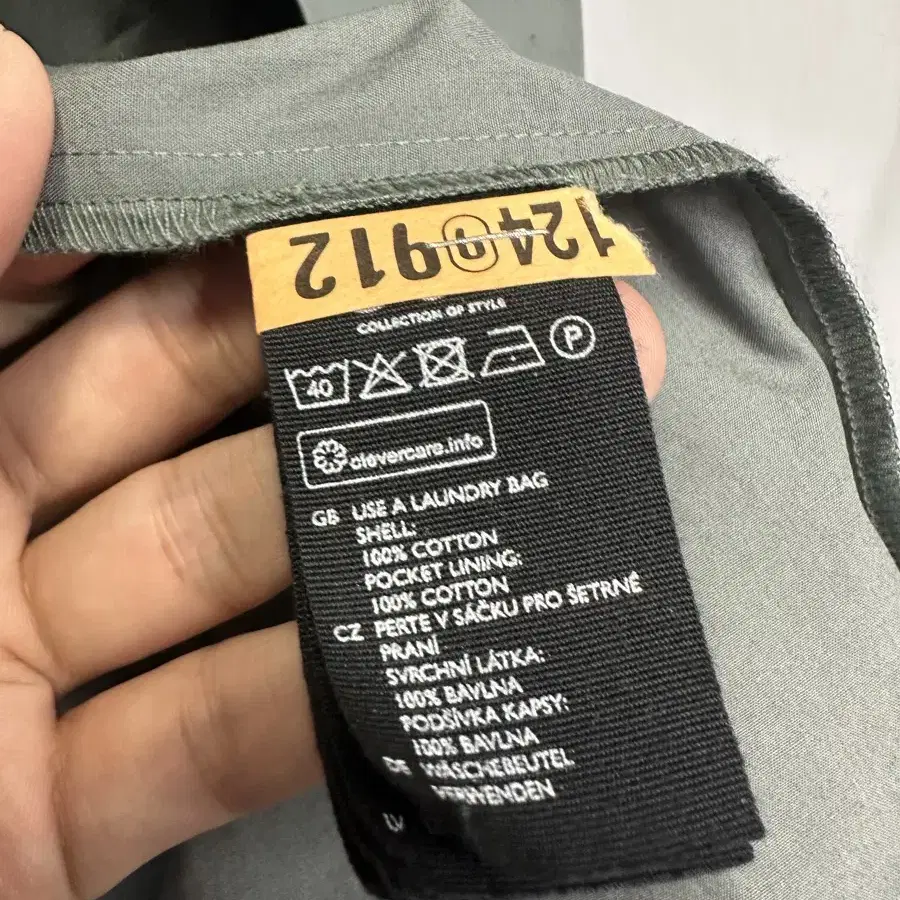 COLLECTION OF STYLE
40 P
clevercare.info
GB USE A LAUNDRY BAG
SHELL:
100% COTTON
POCKET LINING:
100% COTTON
CZ PERTE V SÁČKU PRO ŠETRNÉ
PRANÍ
SVRCHNÍ LÁTKA:
100% BAVLNA
PODŠÍVKA KAPSY:
100% BAVLNA
DE WÄSCHEBEUTEL
VERWENDEN
LV